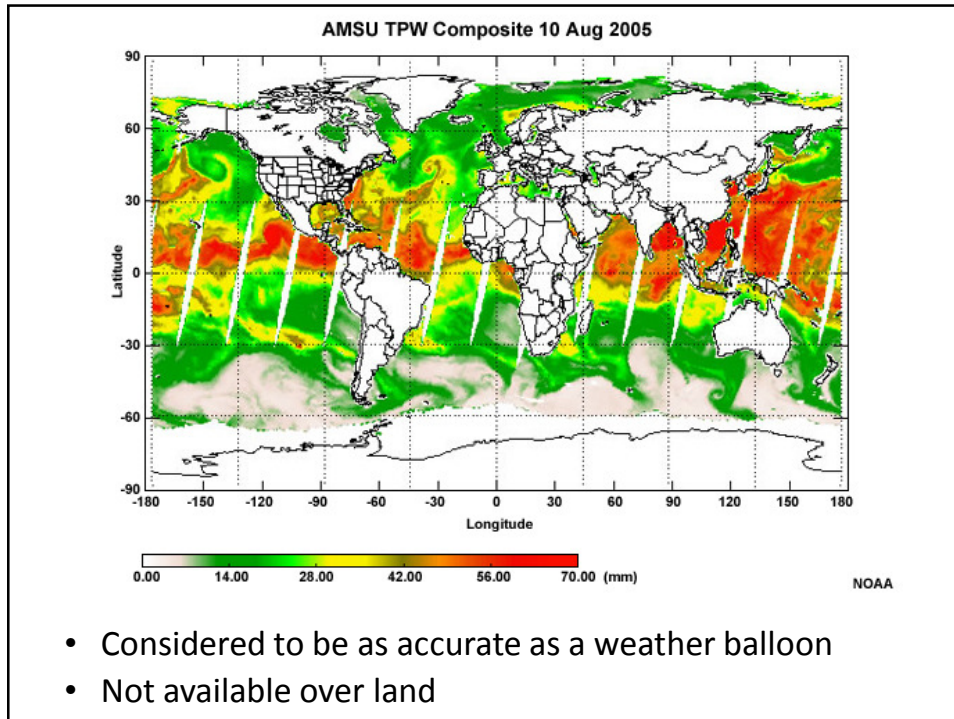 AMSU TPW Composite 10 Aug 2005
90
60
30
0
-30
-60
-90
Latitude
-180 -150 -120 -90 -60 -30 0 30 60 90 120 150 180
Longitude
0.00 14.00 28.00 42.00 56.00 70.00 (mm)
NOAA
• Considered to be as accurate as a weather balloon
• Not available over land